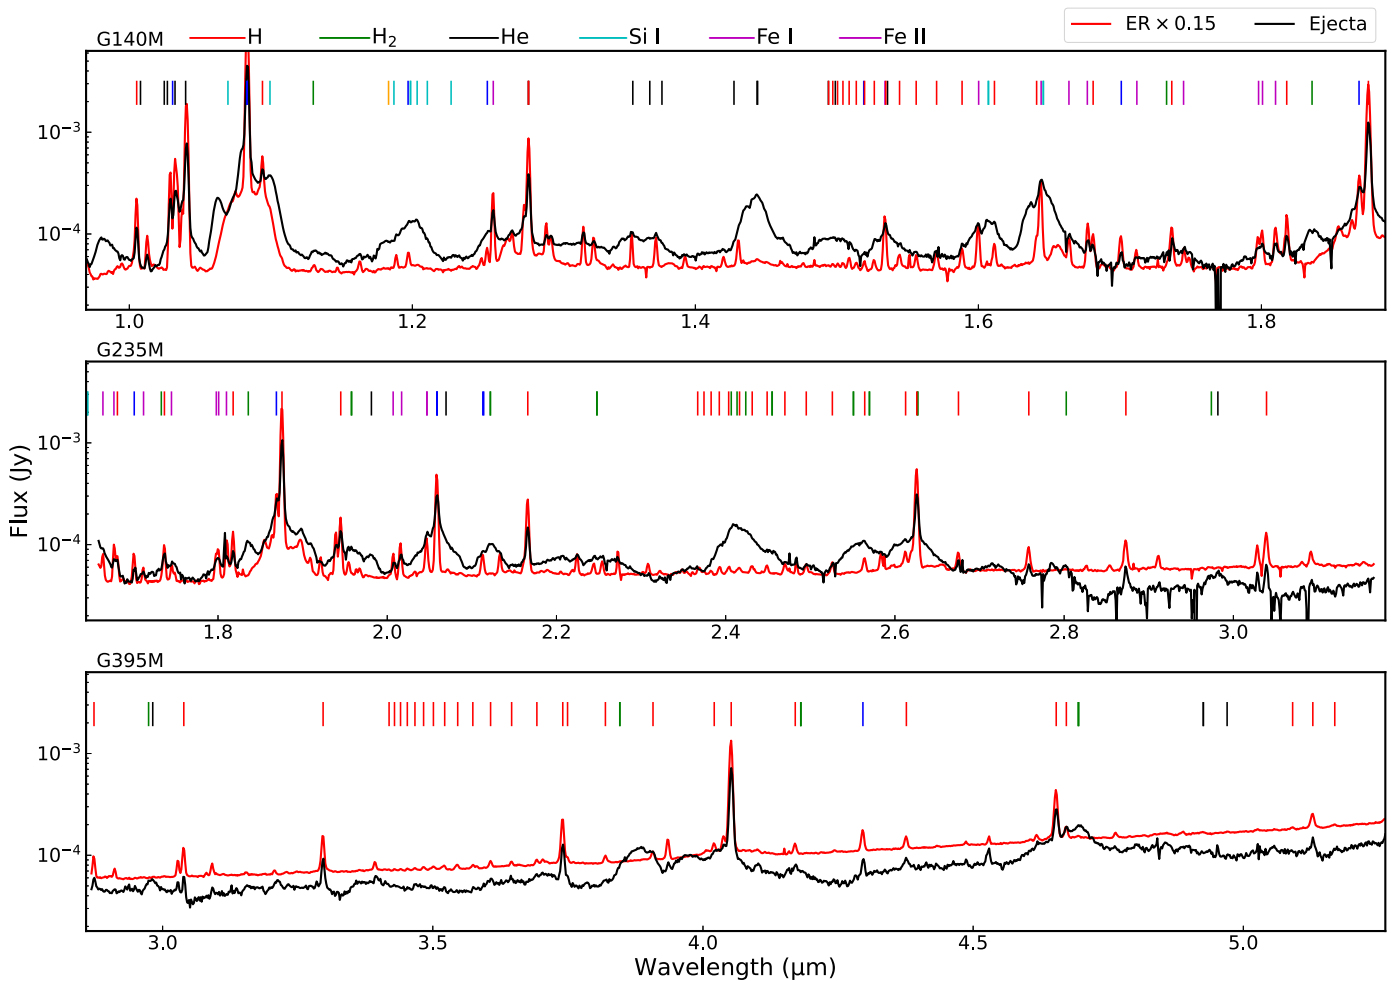 ER × 0.15 Ejecta
G140M H H₂ He Si I Fe I Fe II
10⁻³
10⁻⁴
1.0 1.2 1.4 1.6 1.8
G235M
10⁻³
10⁻⁴
1.8 2.0 2.2 2.4 2.6 2.8 3.0
Flux (Jy)
G395M
10⁻³
10⁻⁴
3.0 3.5 4.0 4.5 5.0
Wavelength (μm)